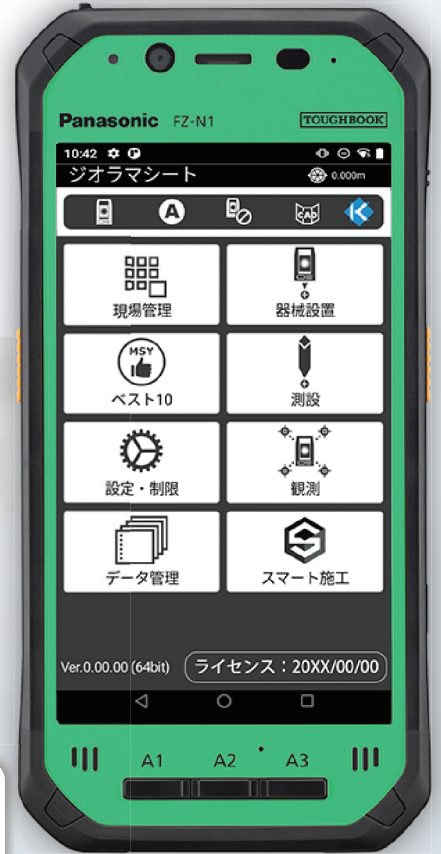 Panasonic FZ-N1 TOUGHBOOK
10:42
ジオラマシート 0.000m
A CAD
現場管理 器械設置
MSY
ベスト10 測設
設定・制限 観測
データ管理 スマート施工
Ver.0.00.00 (64bit) ライセンス:20XX/00/00
A1 A2 A3